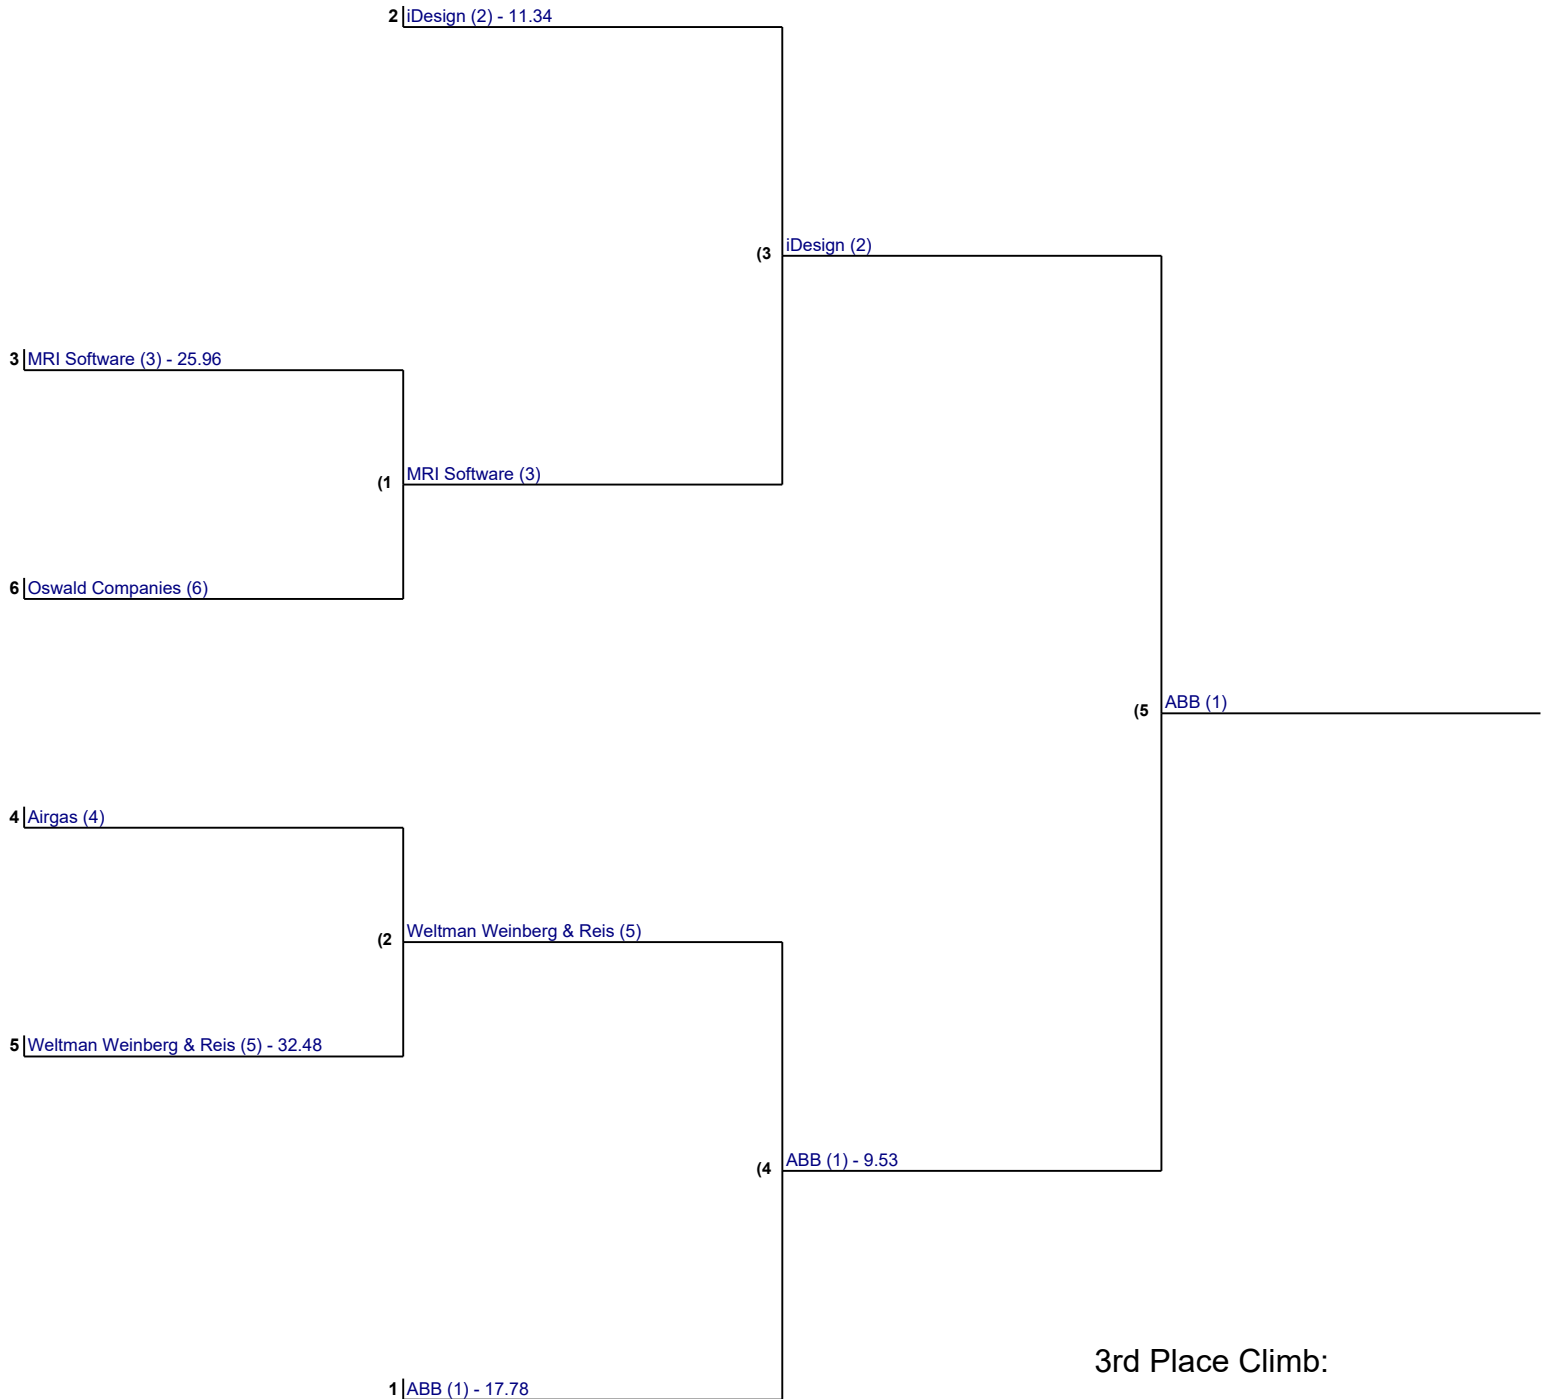 2 iDesign (2) - 11.34
(3 iDesign (2)
3 MRI Software (3) - 25.96
(1 MRI Software (3)
6 Oswald Companies (6)
(5 ABB (1)
4 Airgas (4)
(2 Weltman Weinberg & Reis (5)
5 Weltman Weinberg & Reis (5) - 32.48
(4 ABB (1) - 9.53
3rd Place Climb:
1 ABB (1) - 17.78